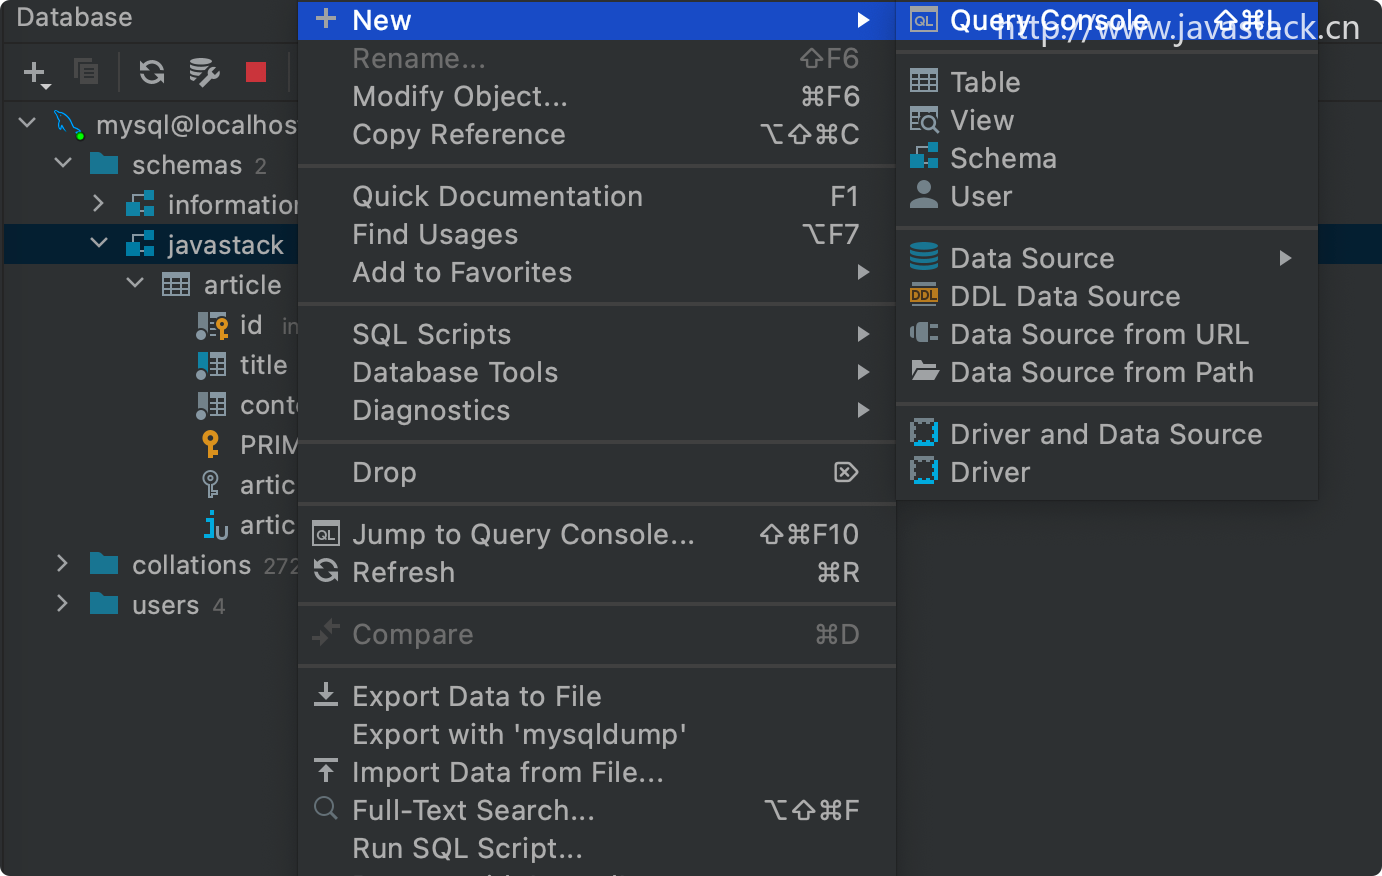 Database
mysql@localhos
schemas 2
information
javastack
article
id in
title
conte
PRIM
artic
artic
collations 272
users 4
New
Rename... ⇧F6
Modify Object... ⌘F6
Copy Reference ⌥⇧⌘C
Quick Documentation F1
Find Usages ⌥F7
Add to Favorites
SQL Scripts
Database Tools
Diagnostics
Drop
QL Jump to Query Console... ⇧⌘F10
Refresh ⌘R
Compare ⌘D
Export Data to File
Export with 'mysqldump'
Import Data from File...
Full-Text Search... ⌥⇧⌘F
Run SQL Script...
QL Query Console ⇧⌘L
http://www.javastack.cn
Table
View
Schema
User
Data Source
DDL DDL Data Source
Data Source from URL
Data Source from Path
Driver and Data Source
Driver